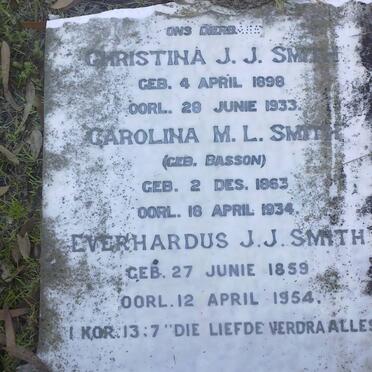 ONS DIERB...
CHRISTINA J. J. SMITH
GEB. 4 APRIL 1898
OORL. 28 JUNIE 1933.
CAROLINA M. L. SMITH
(GEB. BASSON)
GEB. 2 DES. 1863
OORL. 18 APRIL 1934.
EVERHARDUS J. J. SMITH
GEB. 27 JUNIE 1859
OORL. 12 APRIL 1954.
I KOR. 13:7 "DIE LIEFDE VERDRA ALLES